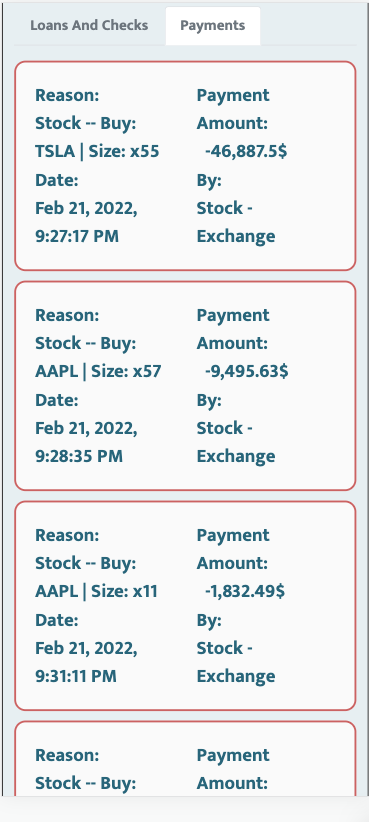 Loans And Checks
Payments
Reason:
Stock -- Buy:
TSLA | Size: x55
Date:
Feb 21, 2022,
9:27:17 PM
Payment
Amount:
-46,887.5$
By:
Stock -
Exchange
Reason:
Stock -- Buy:
AAPL | Size: x57
Date:
Feb 21, 2022,
9:28:35 PM
Payment
Amount:
-9,495.63$
By:
Stock -
Exchange
Reason:
Stock -- Buy:
AAPL | Size: x11
Date:
Feb 21, 2022,
9:31:11 PM
Payment
Amount:
-1,832.49$
By:
Stock -
Exchange
Reason:
Stock -- Buy:
Payment
Amount: